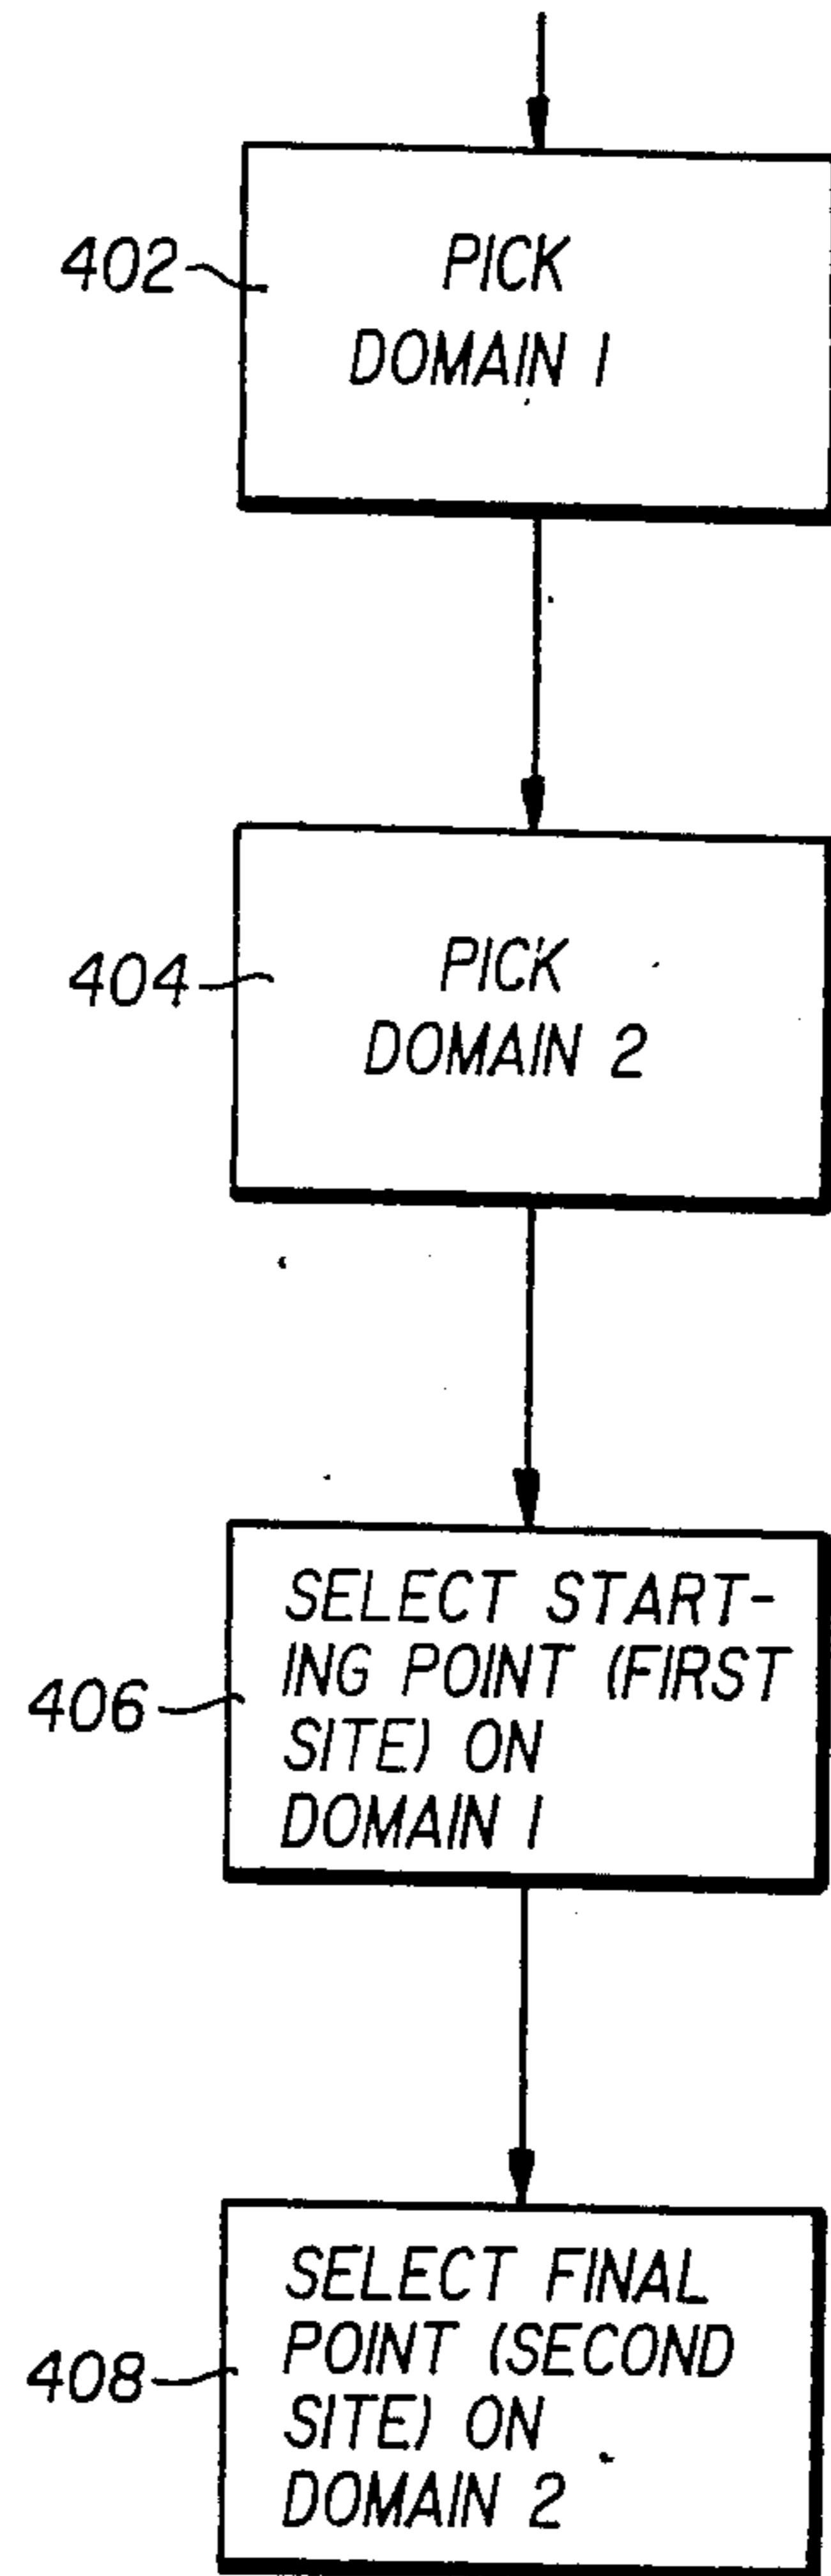 402
PICK
DOMAIN 1
404
PICK
DOMAIN 2
406
SELECT START-
ING POINT (FIRST
SITE) ON
DOMAIN 1
408
SELECT FINAL
POINT (SECOND
SITE) ON
DOMAIN 2